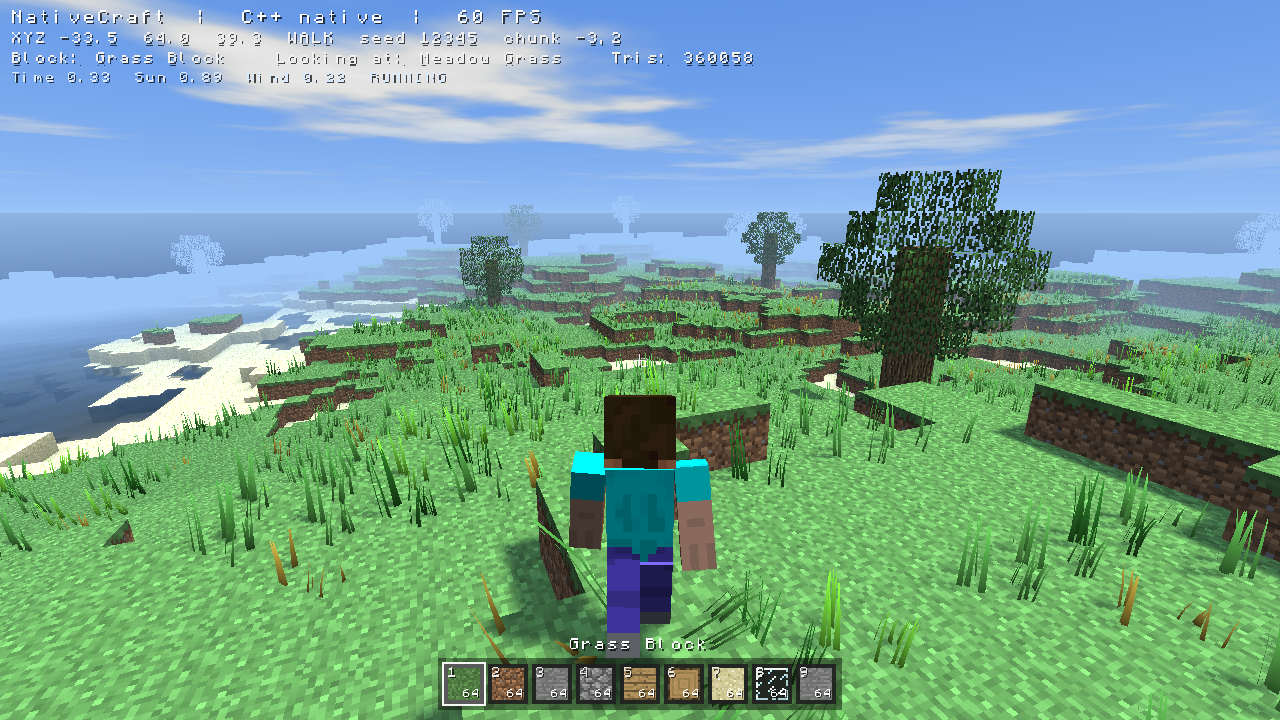 NativeCraft | C++ native | 60 FPS
XYZ -33.5 64.0 39.3 WALK seed 12345 chunk -3,2
Block: Grass Block Looking at: Meadow Grass Tris: 360058
Time 0.33 Sun 0.89 Wind 0.22 RUNNING
Grass Block
1 2 3 4 5 6 7 8 9
64 64 64 64 64 64 64 64 64